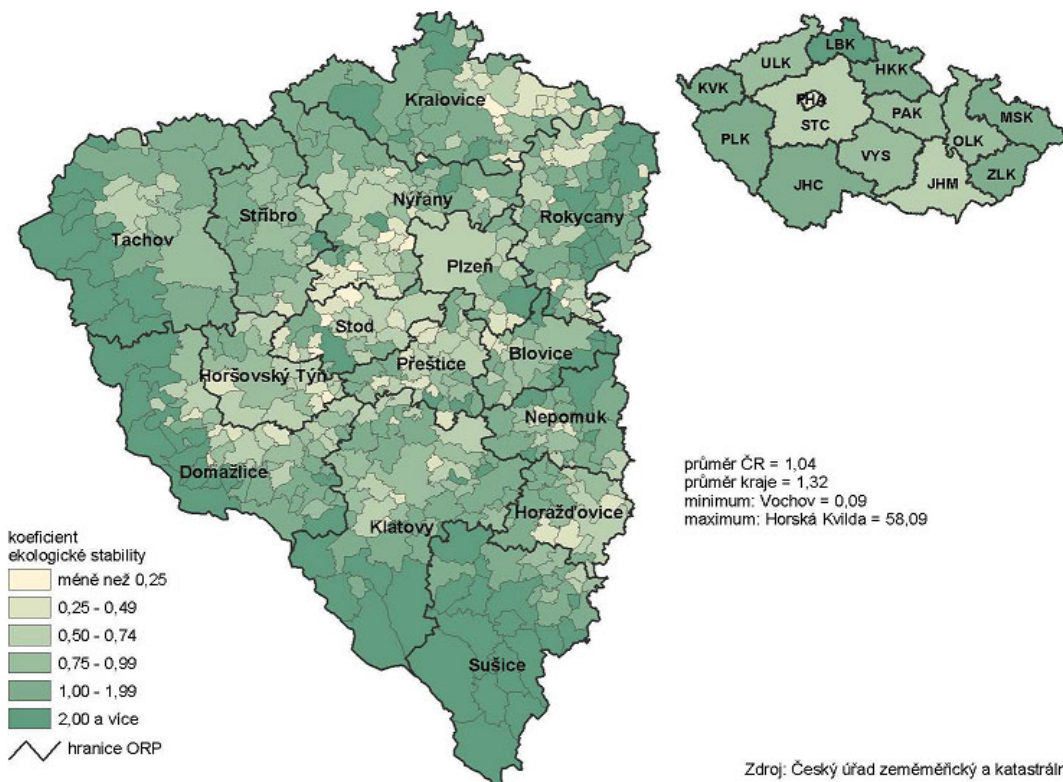 Kralovice
Tachov
Stříbro
Nýřany
Rokycany
Plzeň
Stod
Přeštice
Blovice
Horšovský Týn
Nepomuk
Domažlice
Klatovy
Horažďovice
Sušice
LBK
ULK
HKK
KVK
PHA
STC
PAK
MSK
PLK
OLK
VYS
ZLK
JHC
JHM
průměr ČR = 1,04
průměr kraje = 1,32
minimum: Vochov = 0,09
maximum: Horská Kvilda = 58,09
koeficient
ekologické stability
méně než 0,25
0,25 - 0,49
0,50 - 0,74
0,75 - 0,99
1,00 - 1,99
2,00 a více
hranice ORP
Zdroj: Český úřad zeměměřický a katastráln